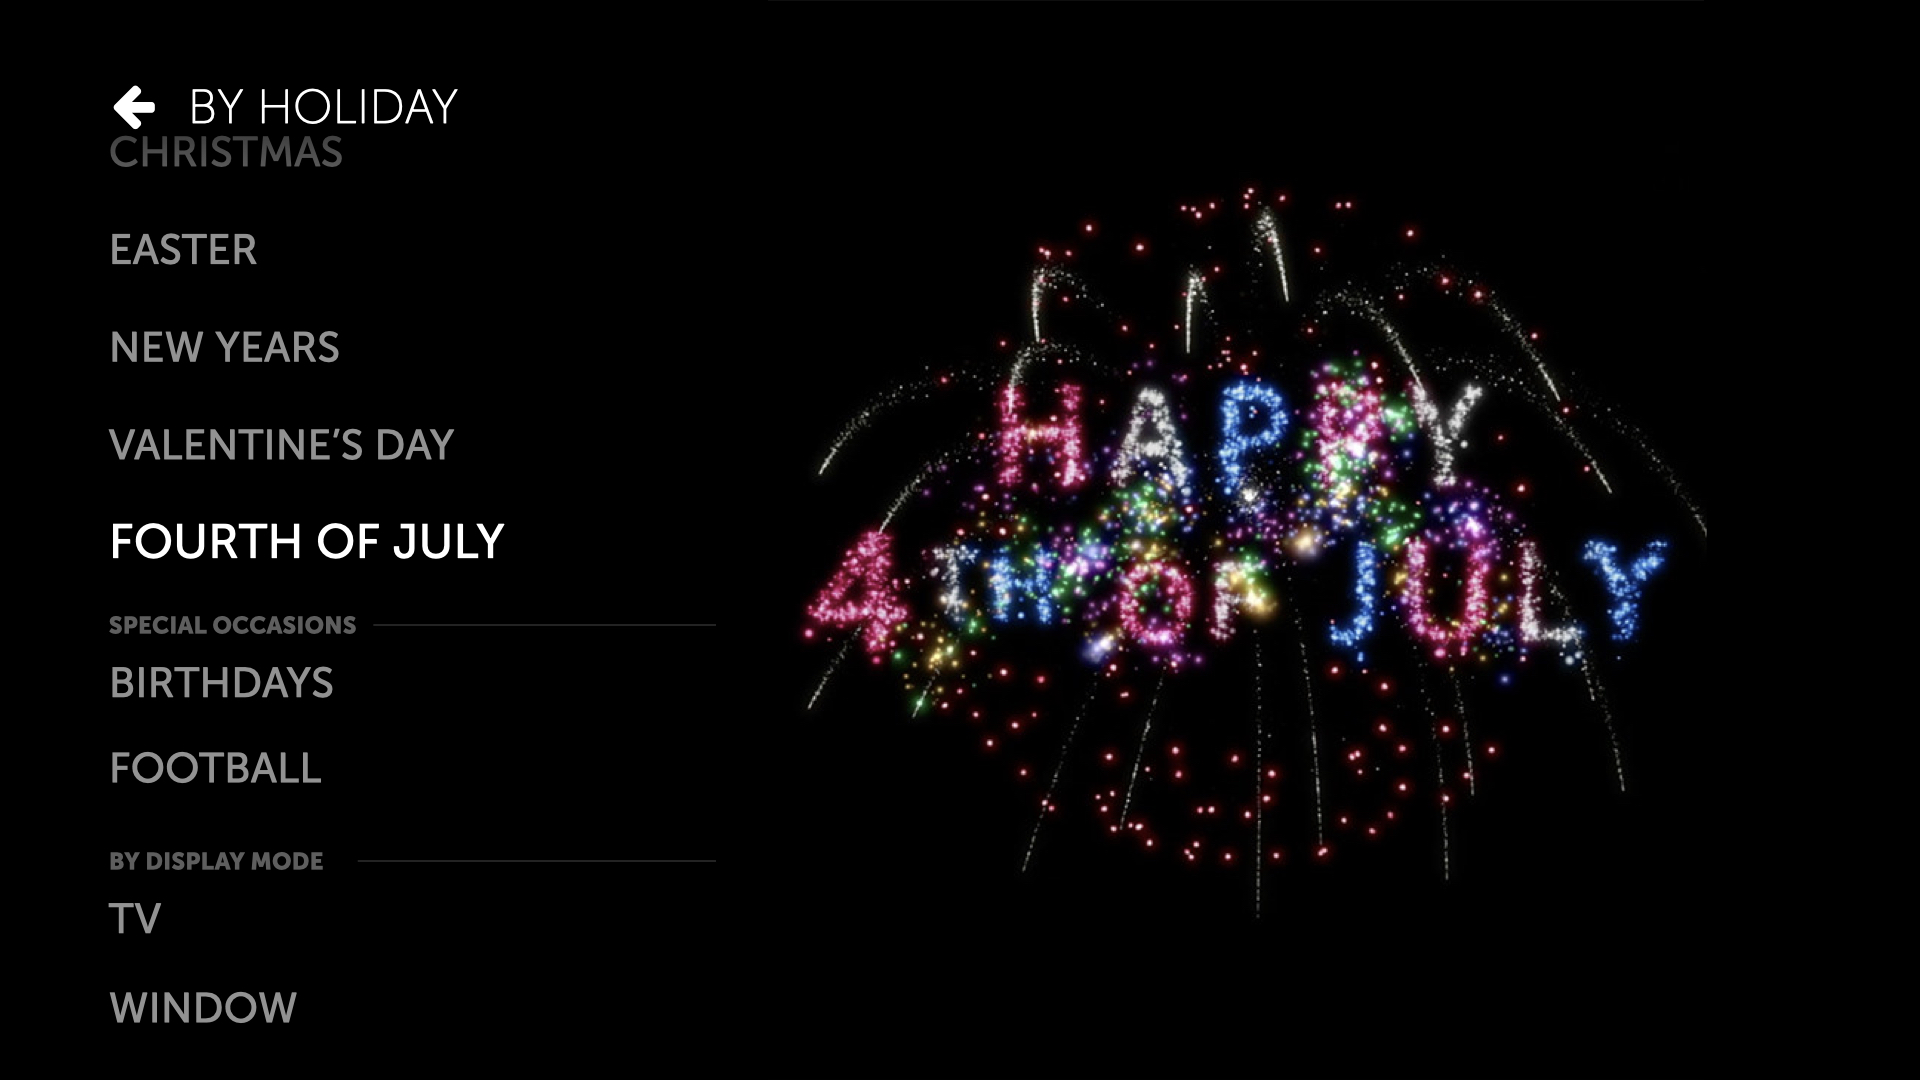 BY HOLIDAY
CHRISTMAS
EASTER
NEW YEARS
VALENTINE’S DAY
FOURTH OF JULY
SPECIAL OCCASIONS
BIRTHDAYS
FOOTBALL
BY DISPLAY MODE
TV
WINDOW
HAPPY
4TH OF JULY